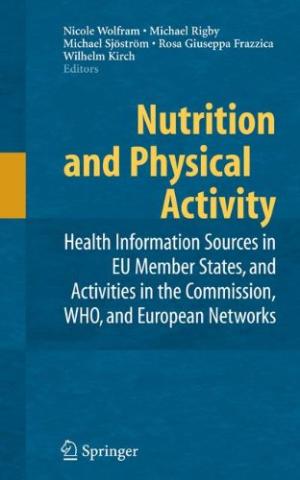 Nicole Wolfram • Michael Rigby
Michael Sjöström • Rosa Giuseppa Frazzica
Wilhelm Kirch
Editors
Nutrition
and Physical
Activity
Health Information Sources in
EU Member States, and
Activities in the Commission,
WHO, and European Networks
Springer